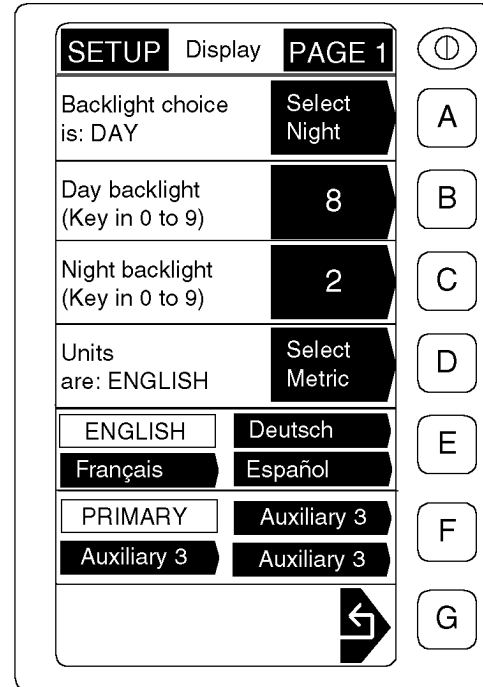 SETUP Display PAGE 1
Backlight choice
is: DAY
Select
Night
A
Day backlight
(Key in 0 to 9)
8
B
Night backlight
(Key in 0 to 9)
2
C
Units
are: ENGLISH
Select
Metric
D
ENGLISH Deutsch
Français Español
E
PRIMARY Auxiliary 3
Auxiliary 3 Auxiliary 3
F
G